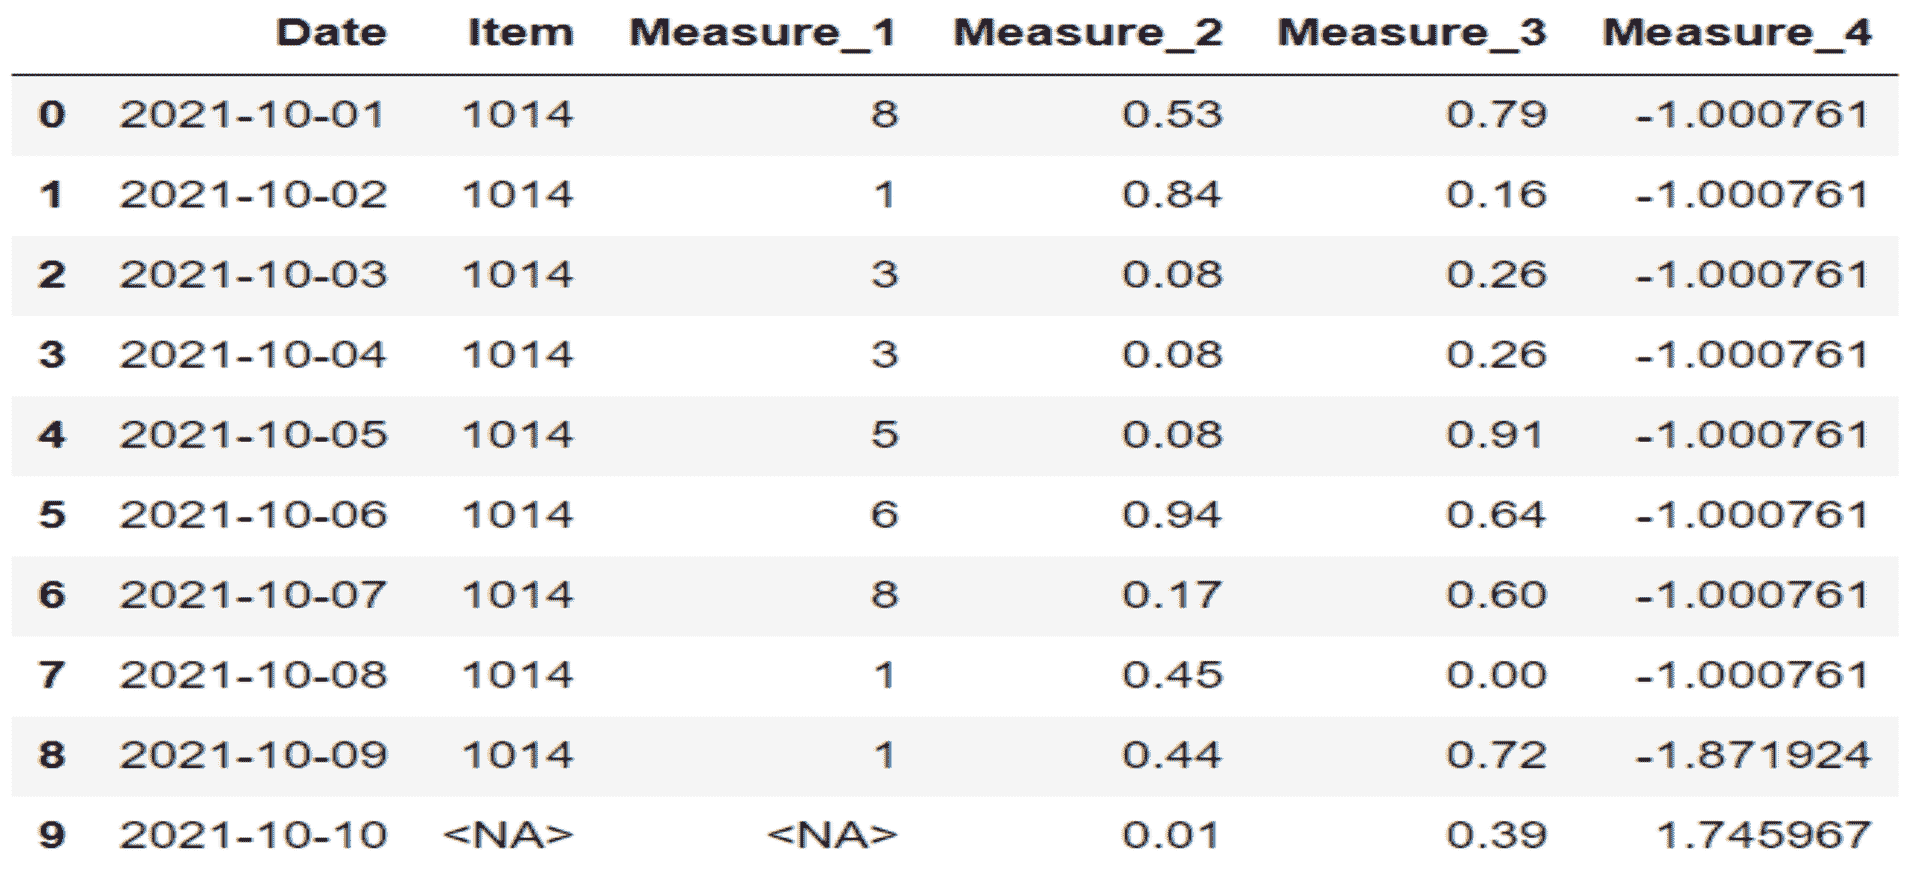 Date Item Measure_1 Measure_2 Measure_3 Measure_4
0 2021-10-01 1014 8 0.53 0.79 -1.000761
1 2021-10-02 1014 1 0.84 0.16 -1.000761
2 2021-10-03 1014 3 0.08 0.26 -1.000761
3 2021-10-04 1014 3 0.08 0.26 -1.000761
4 2021-10-05 1014 5 0.08 0.91 -1.000761
5 2021-10-06 1014 6 0.94 0.64 -1.000761
6 2021-10-07 1014 8 0.17 0.60 -1.000761
7 2021-10-08 1014 1 0.45 0.00 -1.000761
8 2021-10-09 1014 1 0.44 0.72 -1.871924
9 2021-10-10 <NA> <NA> 0.01 0.39 1.745967